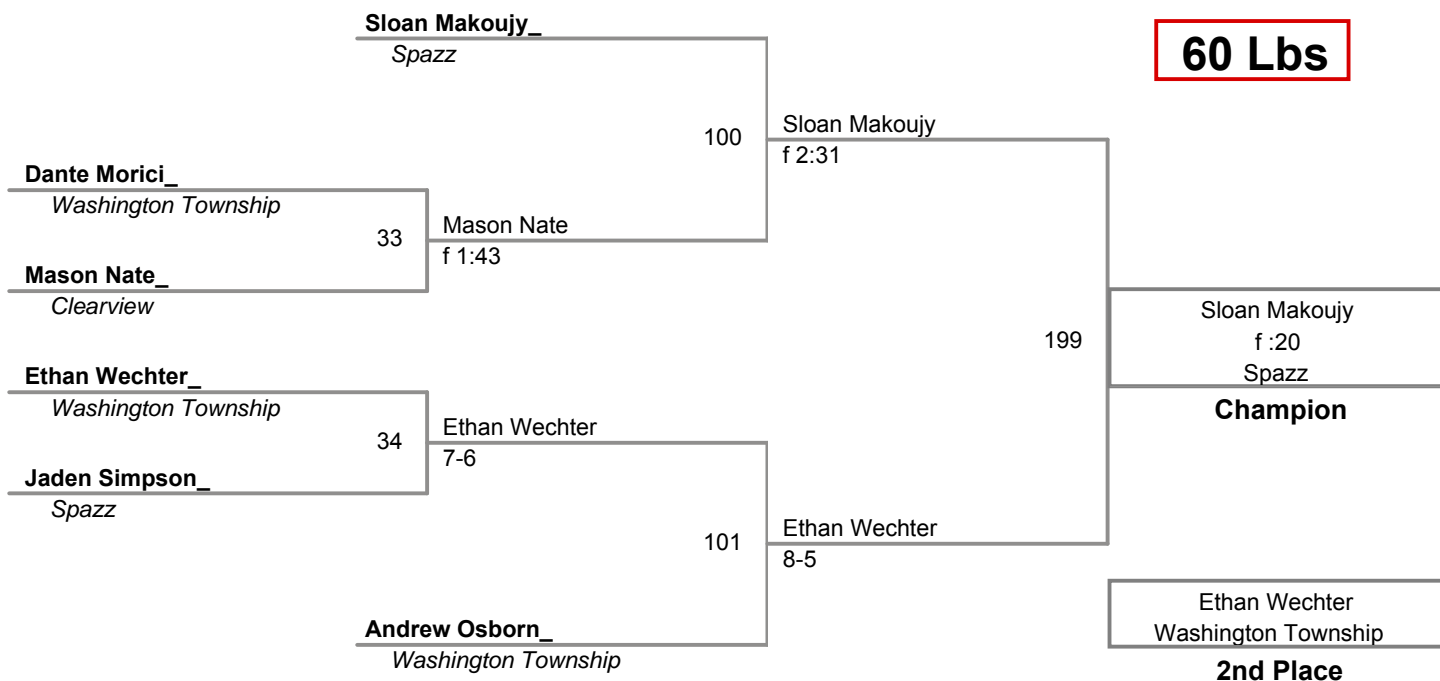 Sloan Makoujy_
Spazz
60 Lbs
100
Sloan Makoujy
f 2:31
Dante Morici_
Washington Township
33
Mason Nate
f 1:43
Mason Nate_
Clearview
199
Sloan Makoujy
f :20
Spazz
Champion
Ethan Wechter_
Washington Township
34
Ethan Wechter
7-6
Jaden Simpson_
Spazz
101
Ethan Wechter
8-5
Andrew Osborn_
Washington Township
Ethan Wechter
Washington Township
2nd Place